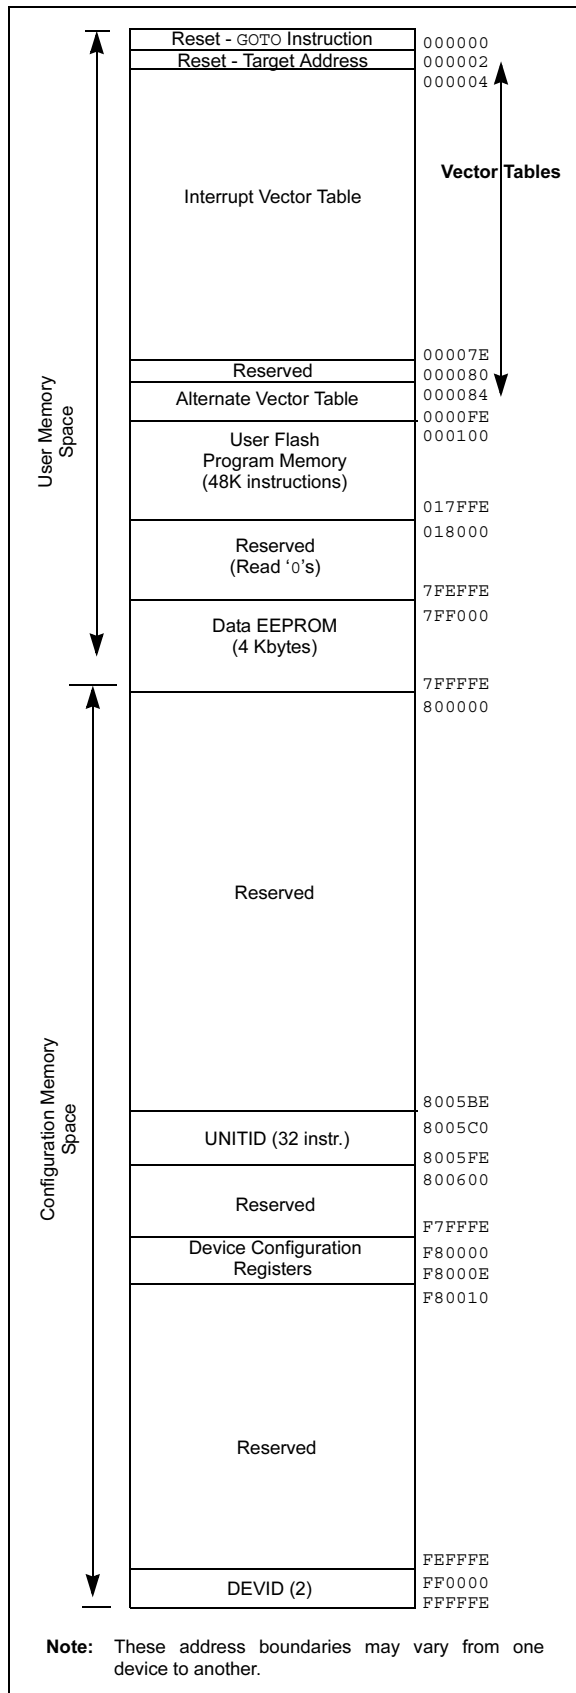 Reset - GOTO Instruction
000000
Reset - Target Address
000002
000004
Vector Tables
Interrupt Vector Table
00007E
Reserved
000080
Alternate Vector Table
000084
0000FE
User Memory
Space
User Flash
Program Memory
(48K instructions)
000100
017FFE
018000
Reserved
(Read ‘0’s)
7FEFFE
7FF000
Data EEPROM
(4 Kbytes)
7FFFFE
800000
Reserved
8005BE
Configuration Memory
Space
UNITID (32 instr.)
8005C0
8005FE
800600
Reserved
F7FFFE
Device Configuration
Registers
F80000
F8000E
F80010
Reserved
FEFFFE
DEVID (2)
FF0000
FFFFFE
Note: These address boundaries may vary from one
device to another.